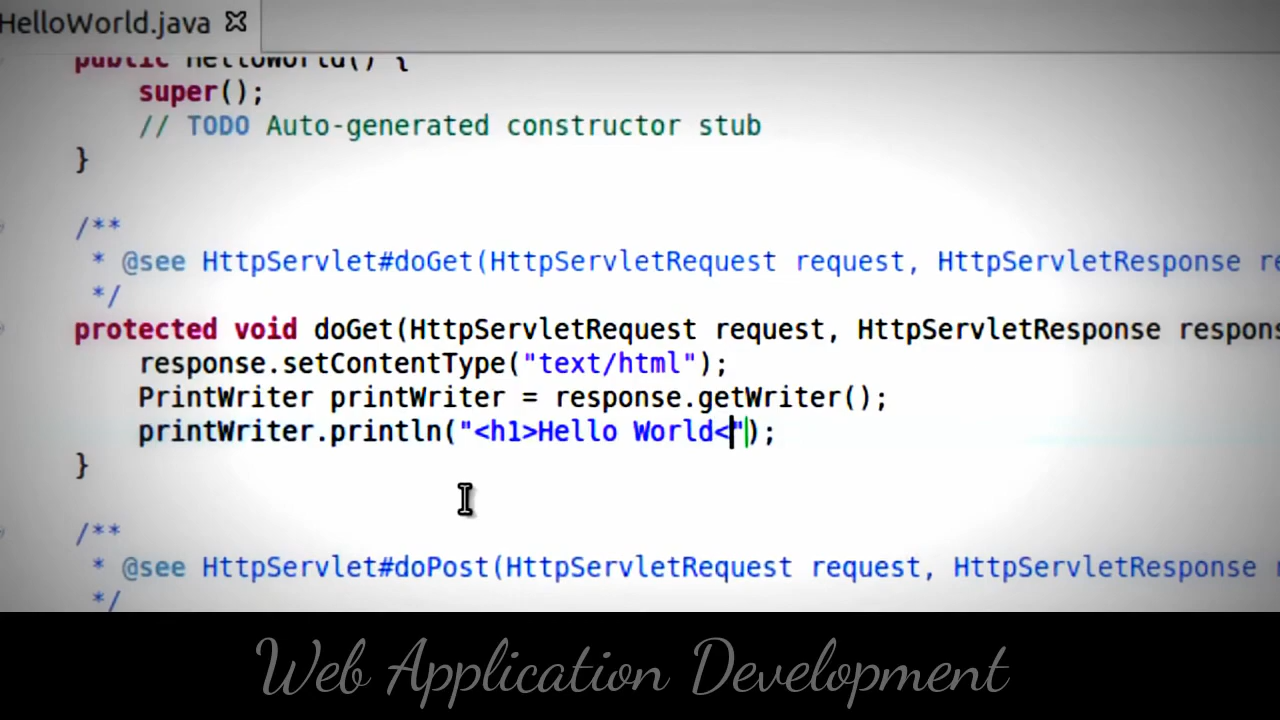 HelloWorld.java
public HelloWorld() {
super();
// TODO Auto-generated constructor stub
}
/**
* @see HttpServlet#doGet(HttpServletRequest request, HttpServletResponse re
*/
protected void doGet(HttpServletRequest request, HttpServletResponse respons
response.setContentType("text/html");
PrintWriter printWriter = response.getWriter();
printWriter.println("<h1>Hello World<");
}
/**
* @see HttpServlet#doPost(HttpServletRequest request, HttpServletResponse r
*/
Web Application Development